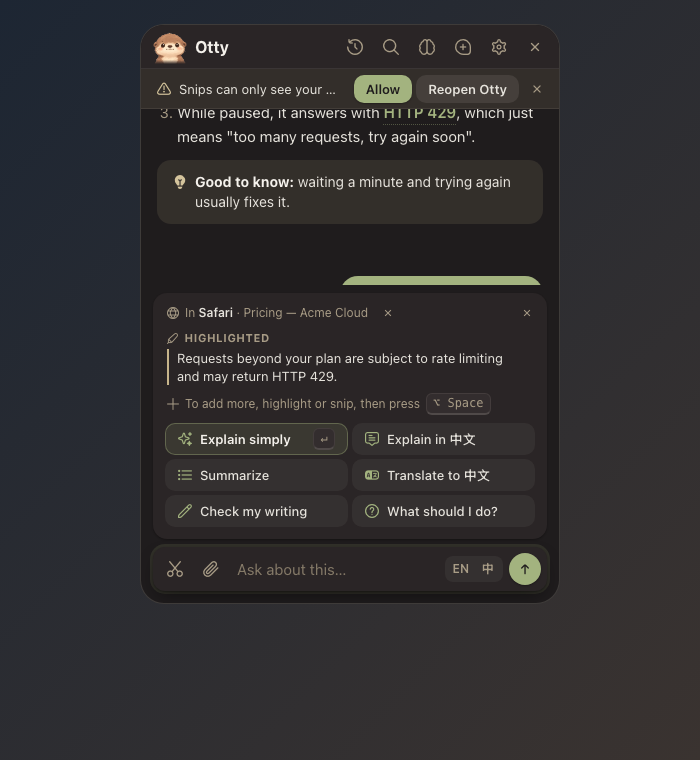 Otty
Snips can only see your ...
Allow
Reopen Otty
3. While paused, it answers with HTTP 429, which just
means "too many requests, try again soon".
Good to know: waiting a minute and trying again
usually fixes it.
In Safari · Pricing — Acme Cloud
HIGHLIGHTED
Requests beyond your plan are subject to rate limiting
and may return HTTP 429.
To add more, highlight or snip, then press ⌥ Space
Explain simply ↵
Explain in 中文
Summarize
Translate to 中文
Check my writing
What should I do?
Ask about this...
EN 中